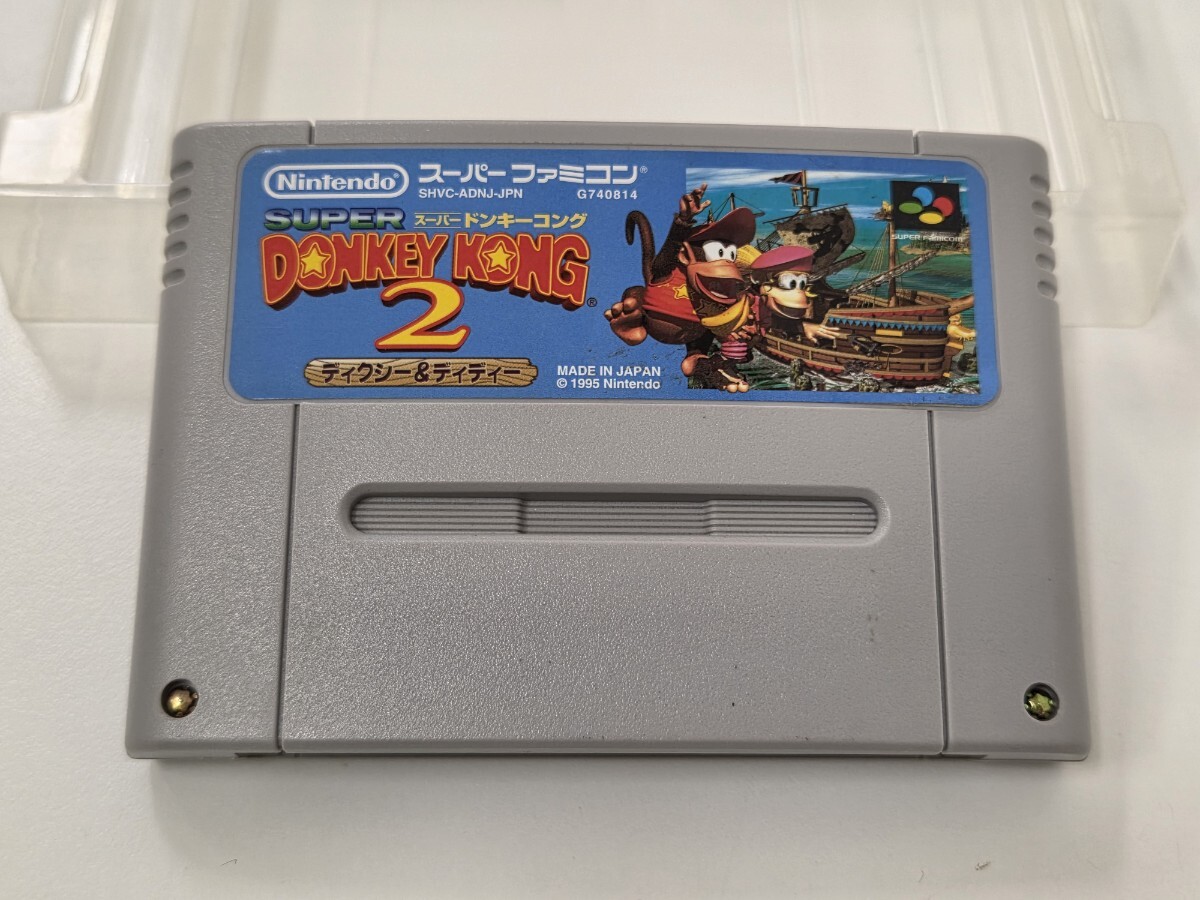 Nintendo®
スーパーファミコン®
SHVC-ADNJ-JPN G740814
SUPER スーパードンキーコング
DONKEY KONG®
2
ディクシー&ディディー
MADE IN JAPAN
© 1995 Nintendo
SUPER FAMICOM